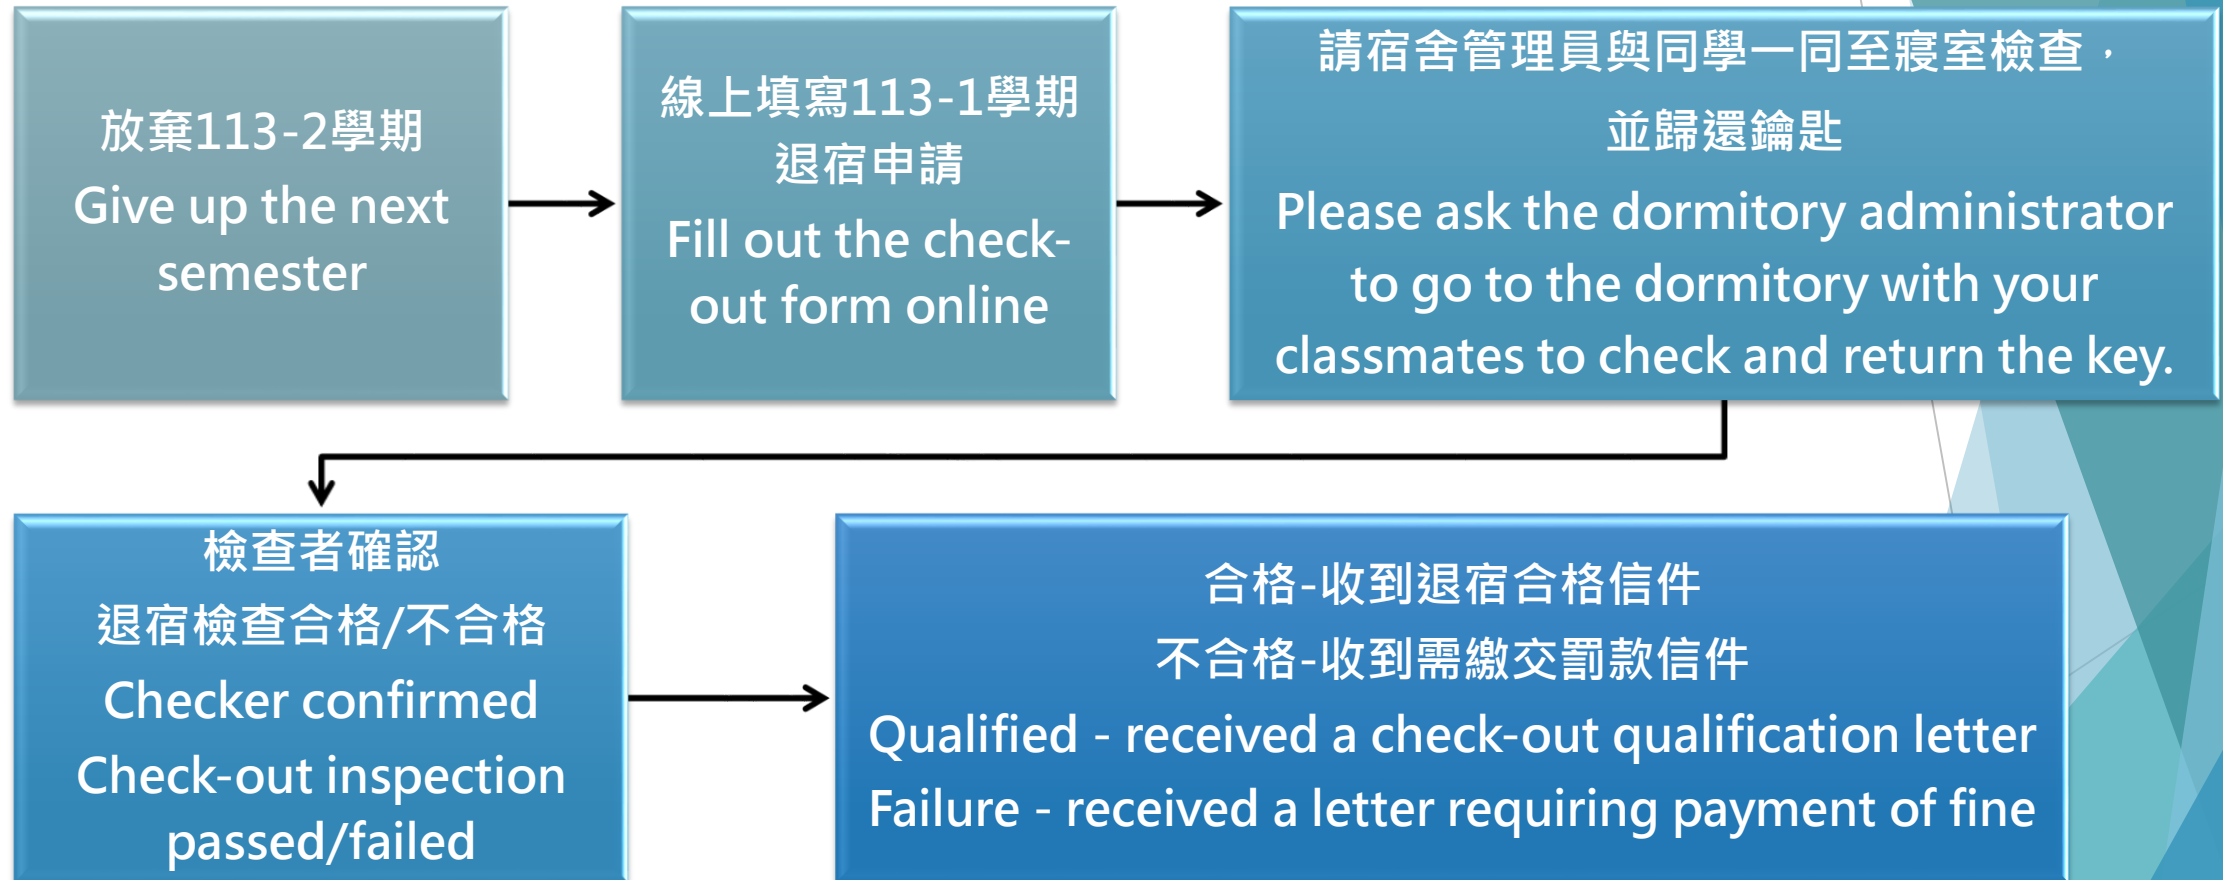 放棄113-2學期
Give up the next
semester
線上填寫113-1學期
退宿申請
Fill out the check-
out form online
請宿舍管理員與同學一同至寢室檢查，
並歸還鑰匙
Please ask the dormitory administrator
to go to the dormitory with your
classmates to check and return the key.
檢查者確認
退宿檢查合格/不合格
Checker confirmed
Check-out inspection
passed/failed
合格-收到退宿合格信件
不合格-收到需繳交罰款信件
Qualified - received a check-out qualification letter
Failure - received a letter requiring payment of fine